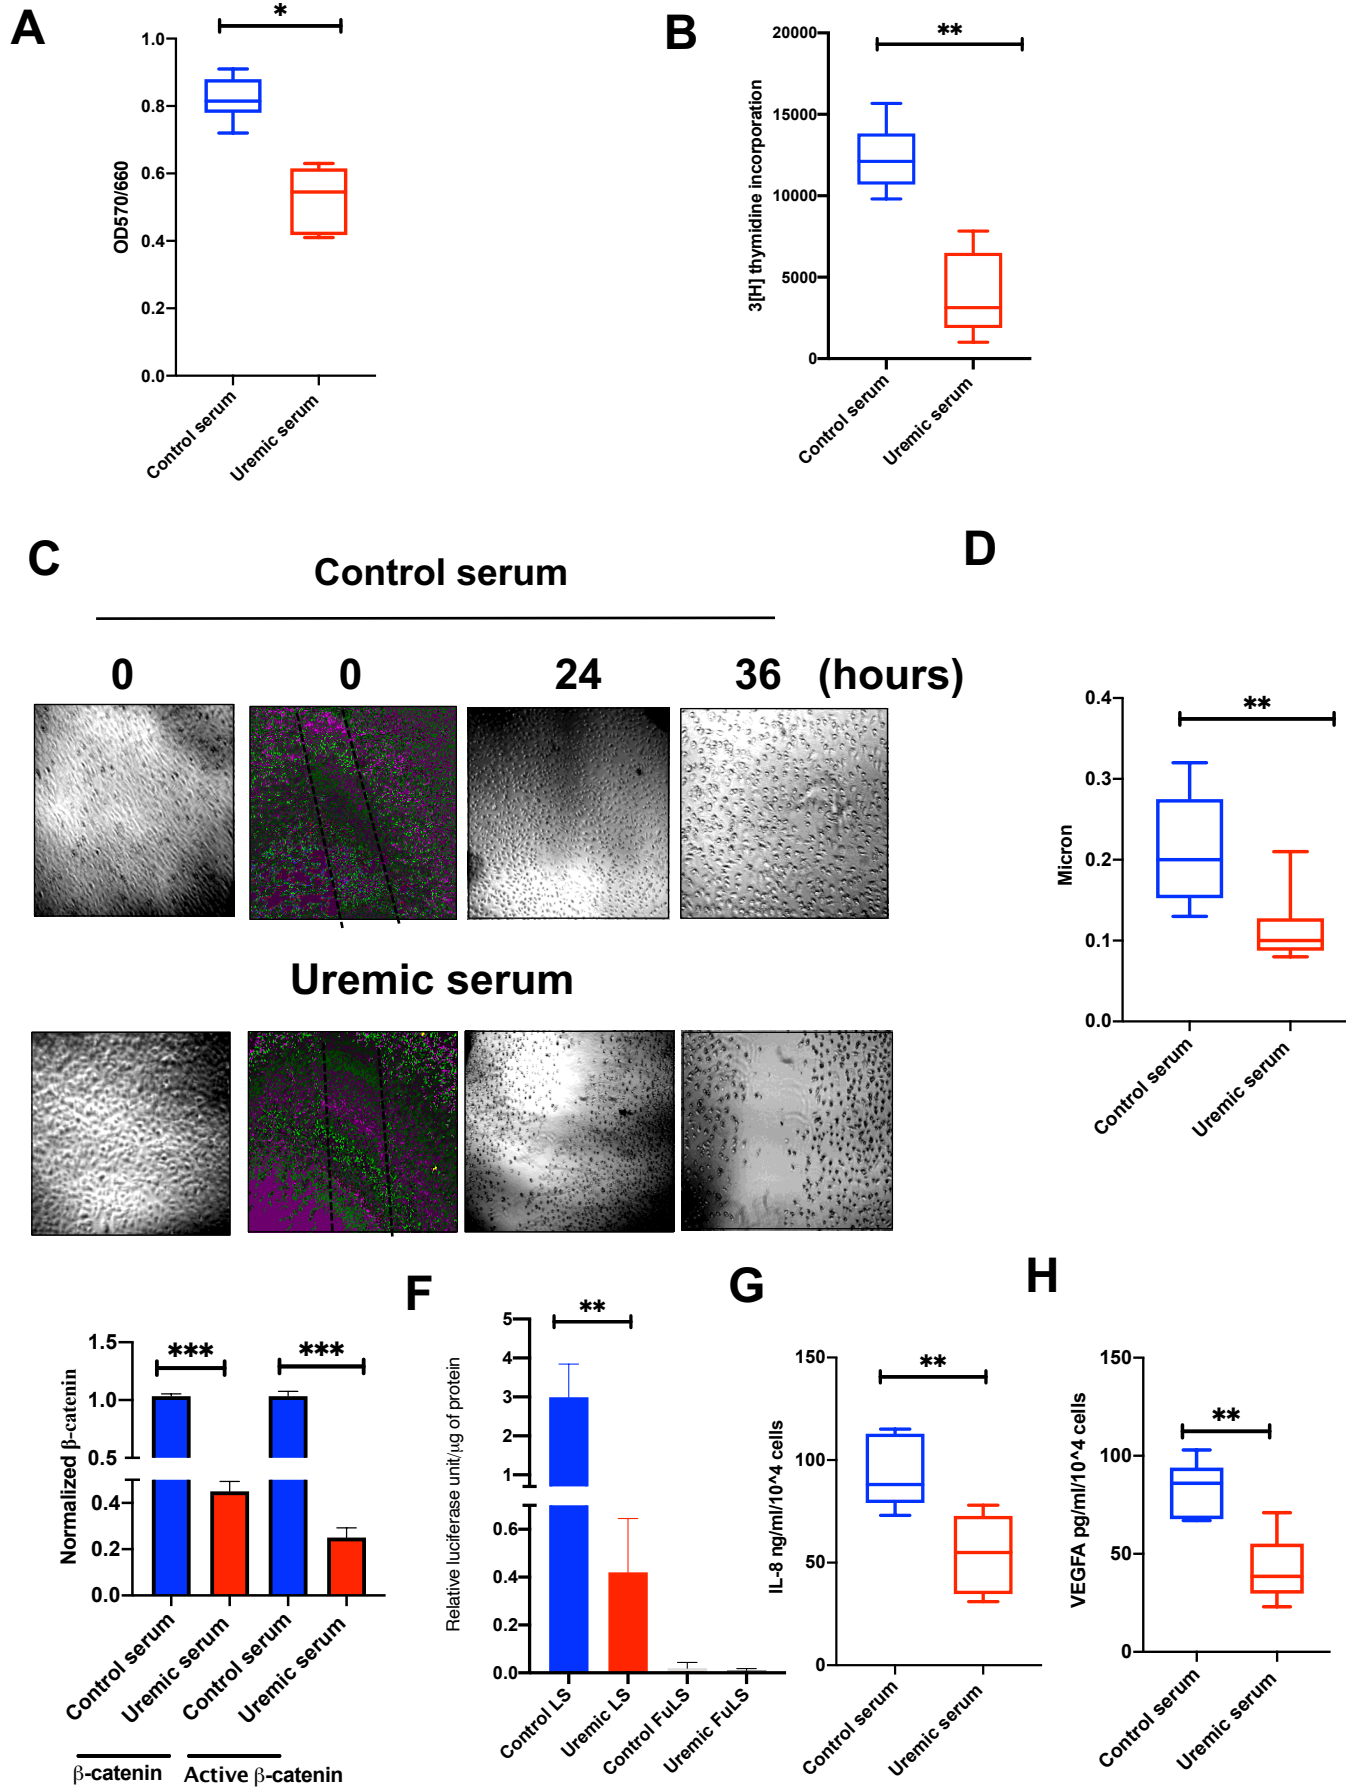 A
*
1.0
0.8
0.6
0.4
0.2
0.0
OD570/660
Control serum
Uremic serum
B
**
20000
15000
10000
5000
0
3[H] thymidine incorporation
Control serum
Uremic serum
C
Control serum
0 0 24 36 (hours)
Uremic serum
D
**
0.4
0.3
0.2
0.1
0.0
Micron
Control serum
Uremic serum
*** ***
1.5
1.0
0.5
0.4
0.2
0.0
Normalized β-catenin
Control serum
Uremic serum
Control serum
Uremic serum
β-catenin Active β-catenin
F
**
5
4
3
2
1
0.6
0.4
0.2
0.0
Relative luciferase unit/μg of protein
Control LS
Uremic LS
Control FuLS
Uremic FuLS
G
**
150
100
50
0
IL-8 ng/ml/10^4 cells
Control serum
Uremic serum
H
**
150
100
50
0
VEGFA pg/ml/10^4 cells
Control serum
Uremic serum